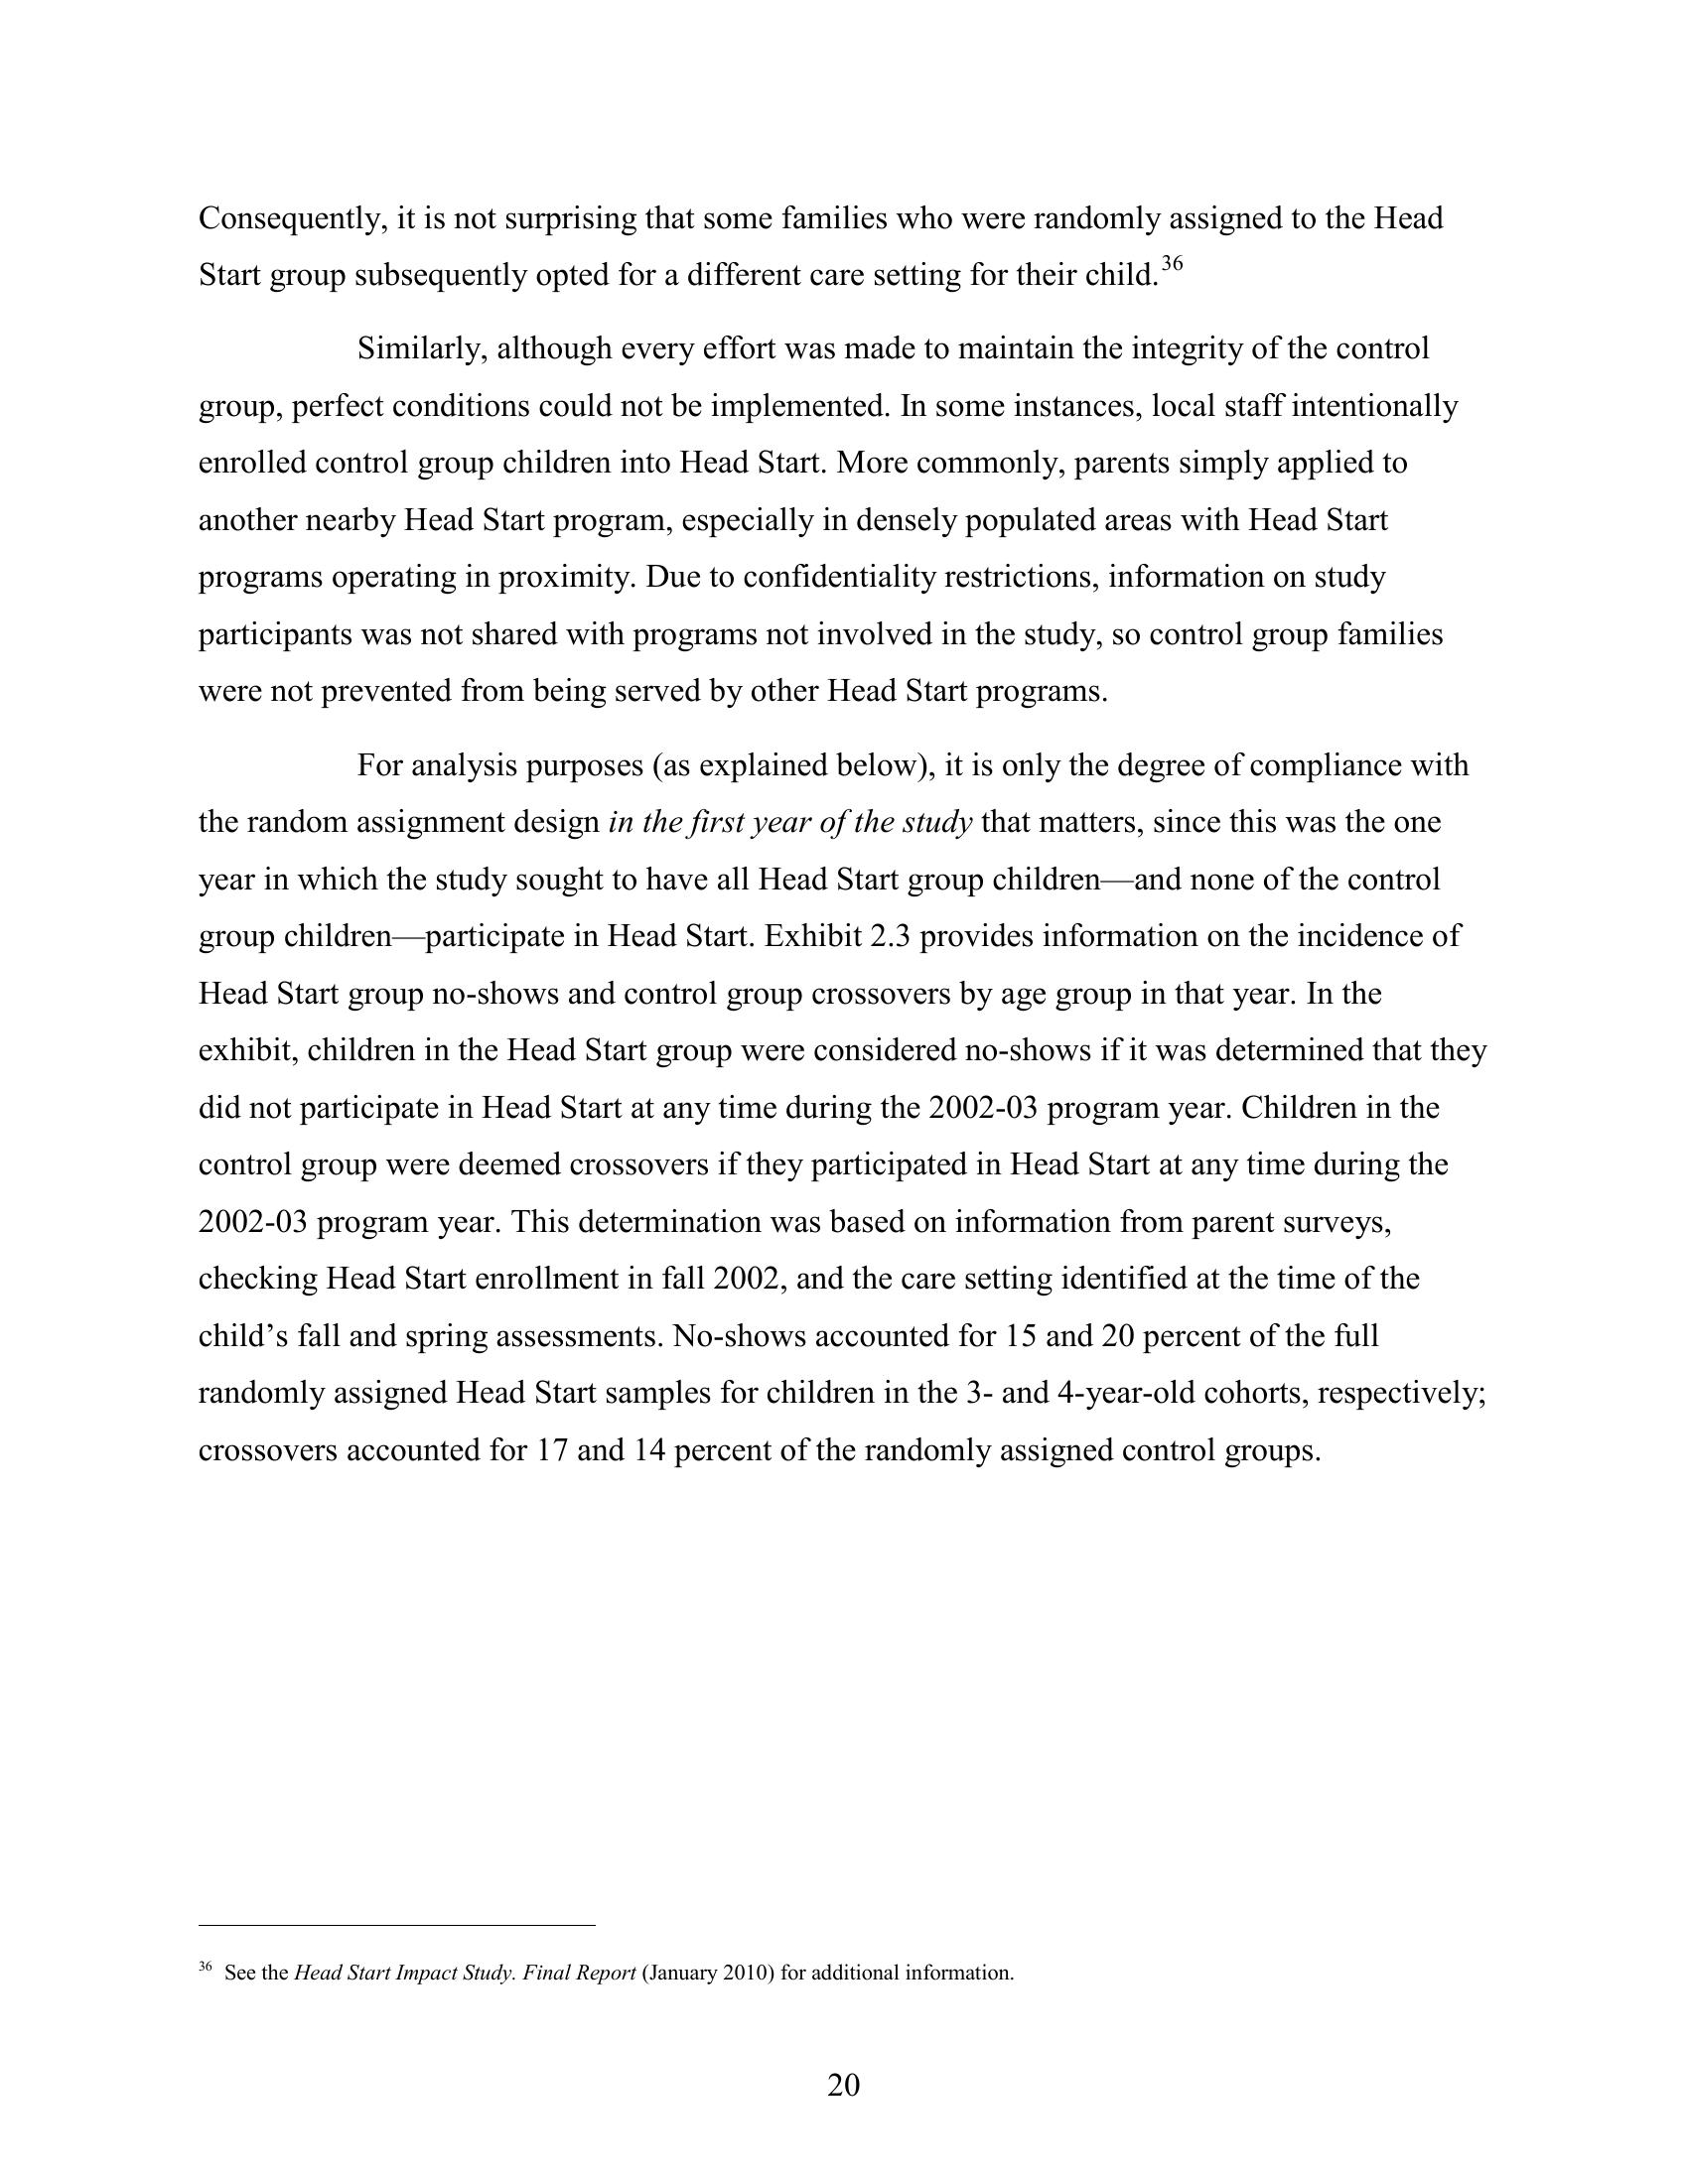 Consequently, it is not surprising that some families who were randomly assigned to the Head
Start group subsequently opted for a different care setting for their child.36
Similarly, although every effort was made to maintain the integrity of the control
group, perfect conditions could not be implemented. In some instances, local staff intentionally
enrolled control group children into Head Start. More commonly, parents simply applied to
another nearby Head Start program, especially in densely populated areas with Head Start
programs operating in proximity. Due to confidentiality restrictions, information on study
participants was not shared with programs not involved in the study, so control group families
were not prevented from being served by other Head Start programs.
For analysis purposes (as explained below), it is only the degree of compliance with
the random assignment design in the first year of the study that matters, since this was the one
year in which the study sought to have all Head Start group children—and none of the control
group children—participate in Head Start. Exhibit 2.3 provides information on the incidence of
Head Start group no-shows and control group crossovers by age group in that year. In the
exhibit, children in the Head Start group were considered no-shows if it was determined that they
did not participate in Head Start at any time during the 2002-03 program year. Children in the
control group were deemed crossovers if they participated in Head Start at any time during the
2002-03 program year. This determination was based on information from parent surveys,
checking Head Start enrollment in fall 2002, and the care setting identified at the time of the
child’s fall and spring assessments. No-shows accounted for 15 and 20 percent of the full
randomly assigned Head Start samples for children in the 3- and 4-year-old cohorts, respectively;
crossovers accounted for 17 and 14 percent of the randomly assigned control groups.
36 See the Head Start Impact Study. Final Report (January 2010) for additional information.
20